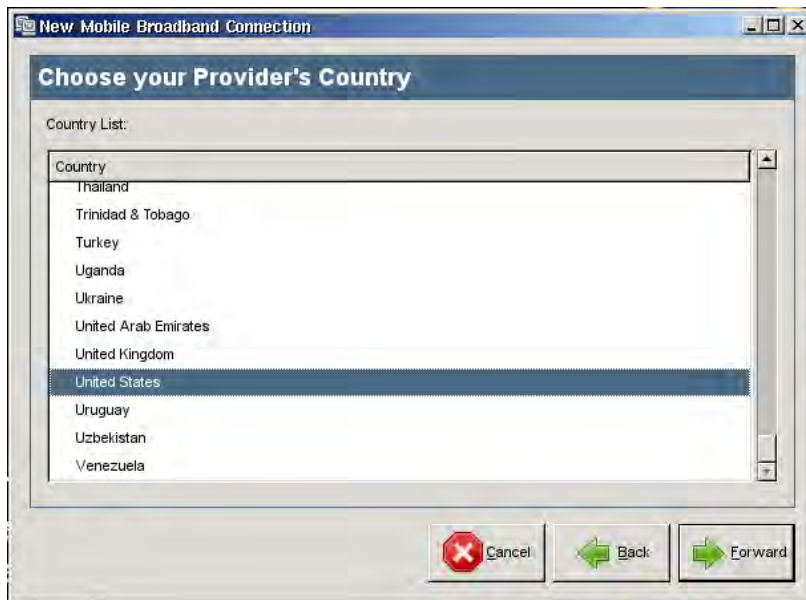 New Mobile Broadband Connection
Choose your Provider's Country
Country List:
Country
Thailand
Trinidad & Tobago
Turkey
Uganda
Ukraine
United Arab Emirates
United Kingdom
United States
Uruguay
Uzbekistan
Venezuela
Cancel Back Forward